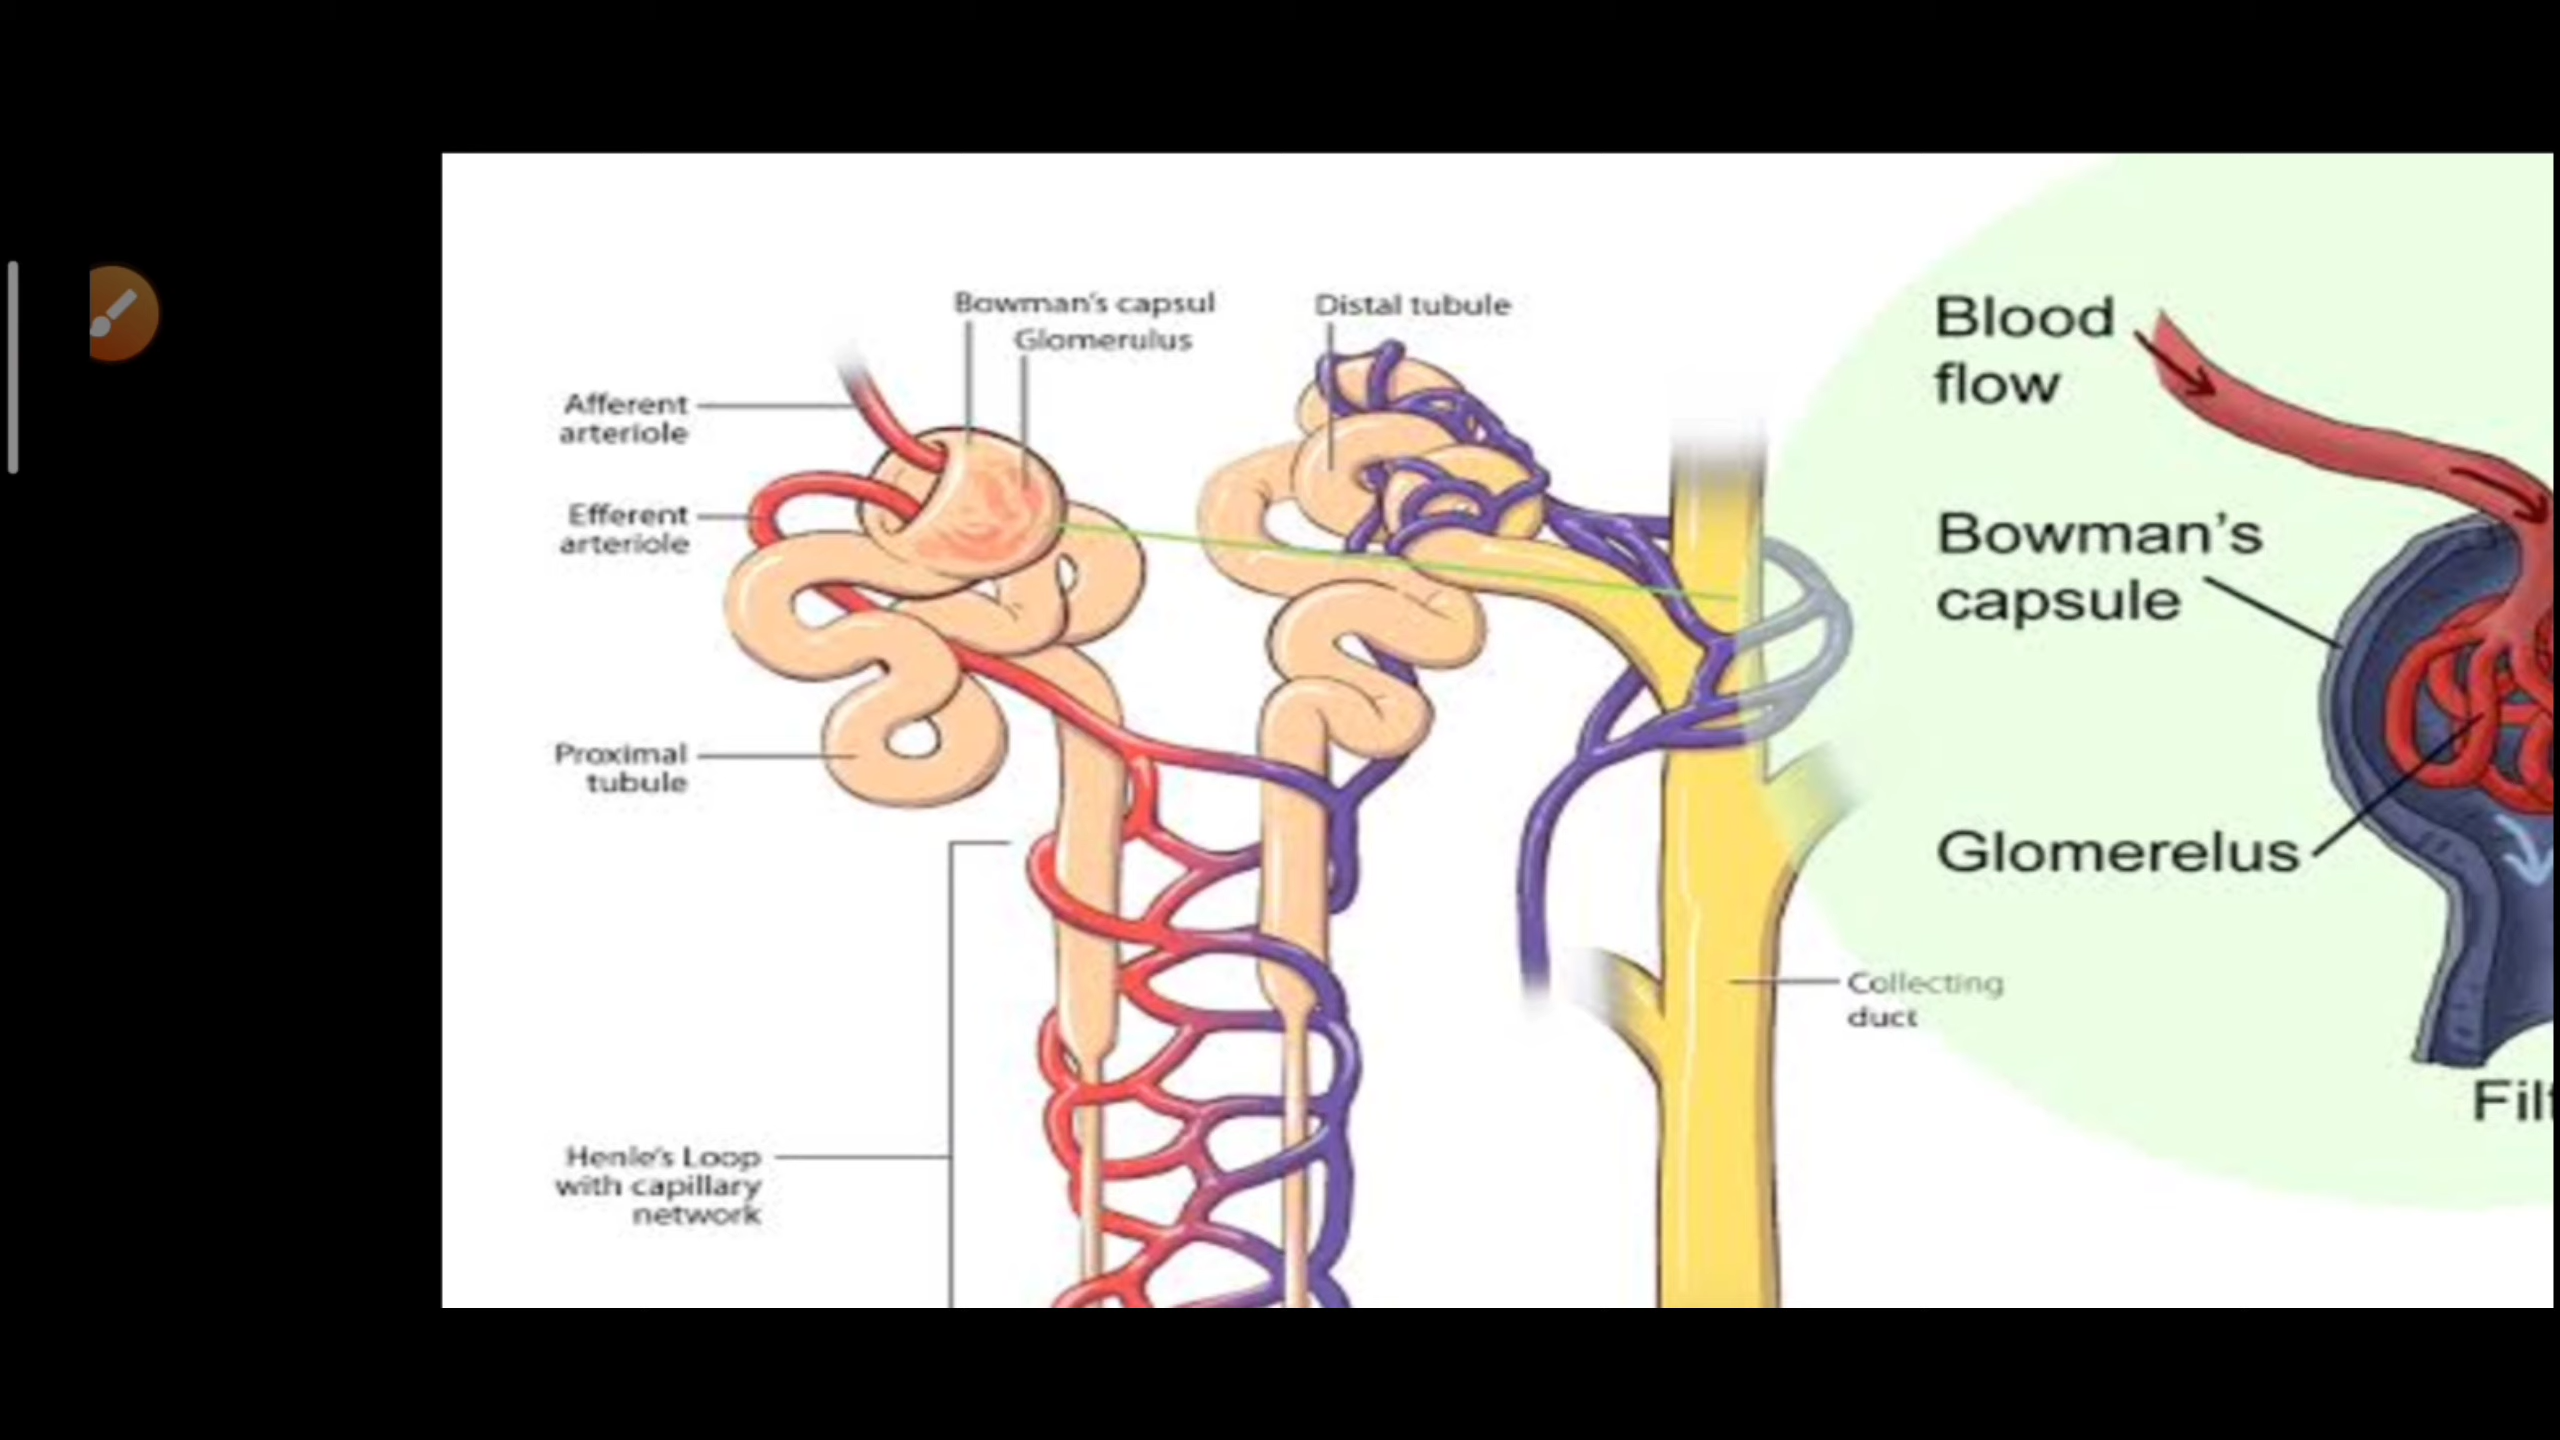 Bowman's capsul
Glomerulus
Distal tubule
Afferent
arteriole
Efferent
arteriole
Proximal
tubule
Henle's Loop
with capillary
network
Collecting
duct
Blood
flow
Bowman's
capsule
Glomerelus